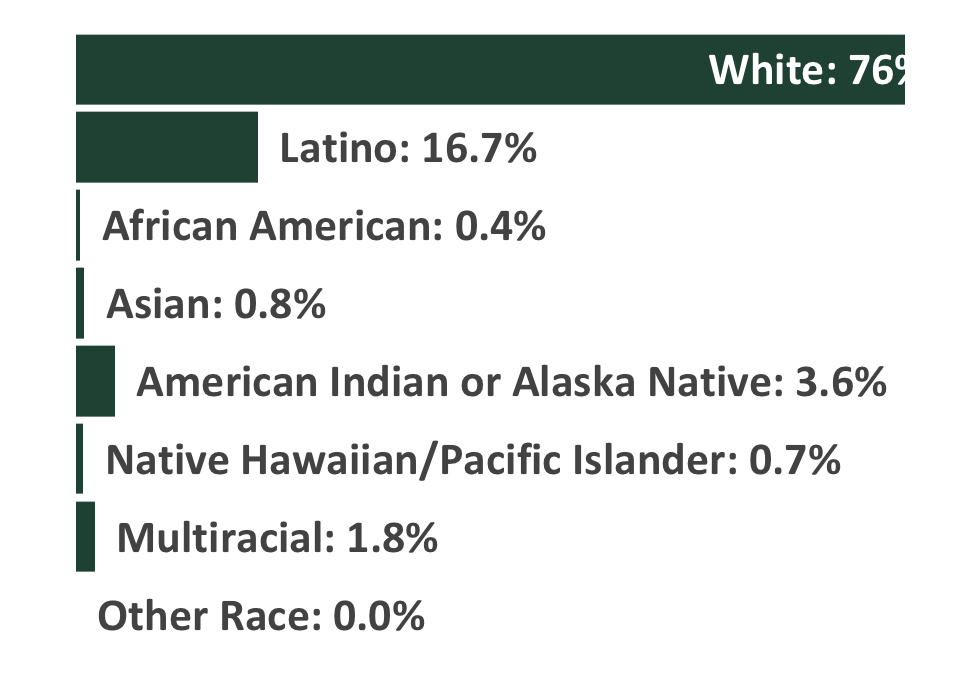 White: 76%
Latino: 16.7%
African American: 0.4%
Asian: 0.8%
American Indian or Alaska Native: 3.6%
Native Hawaiian/Pacific Islander: 0.7%
Multiracial: 1.8%
Other Race: 0.0%